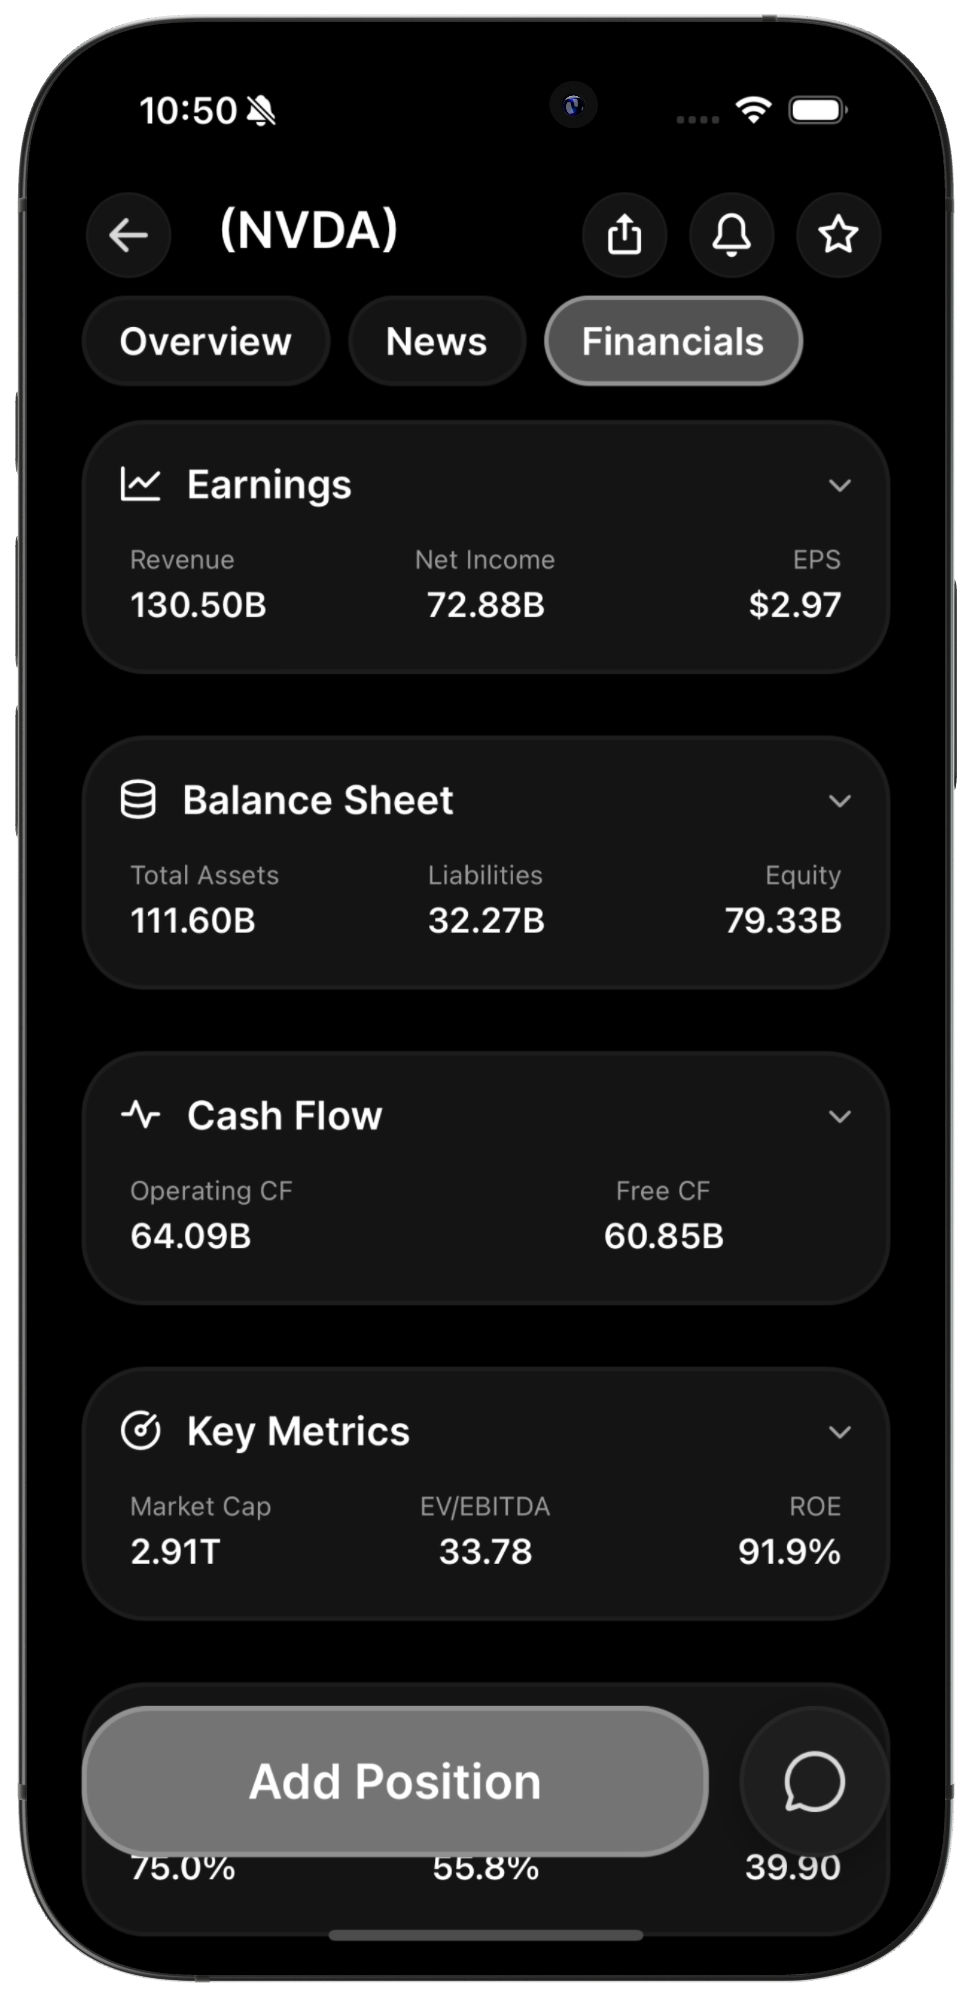 10:50
(NVDA)
Overview News Financials
Earnings
Revenue Net Income EPS
130.50B 72.88B $2.97
Balance Sheet
Total Assets Liabilities Equity
111.60B 32.27B 79.33B
Cash Flow
Operating CF Free CF
64.09B 60.85B
Key Metrics
Market Cap EV/EBITDA ROE
2.91T 33.78 91.9%
Add Position
75.0% 55.8% 39.90